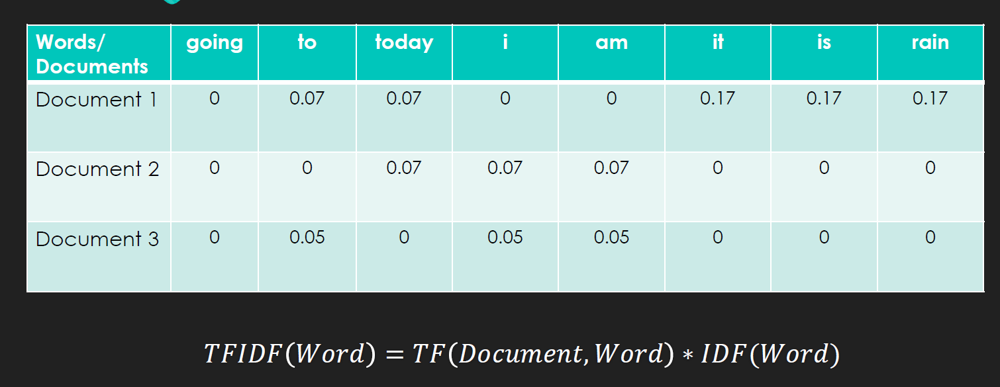 Words/ going to today i am it is rain
Documents
Document 1 0 0.07 0.07 0 0 0.17 0.17 0.17
Document 2 0 0 0.07 0.07 0.07 0 0 0
Document 3 0 0.05 0 0.05 0.05 0 0 0
TFIDF(Word) = TF(Document, Word) * IDF(Word)